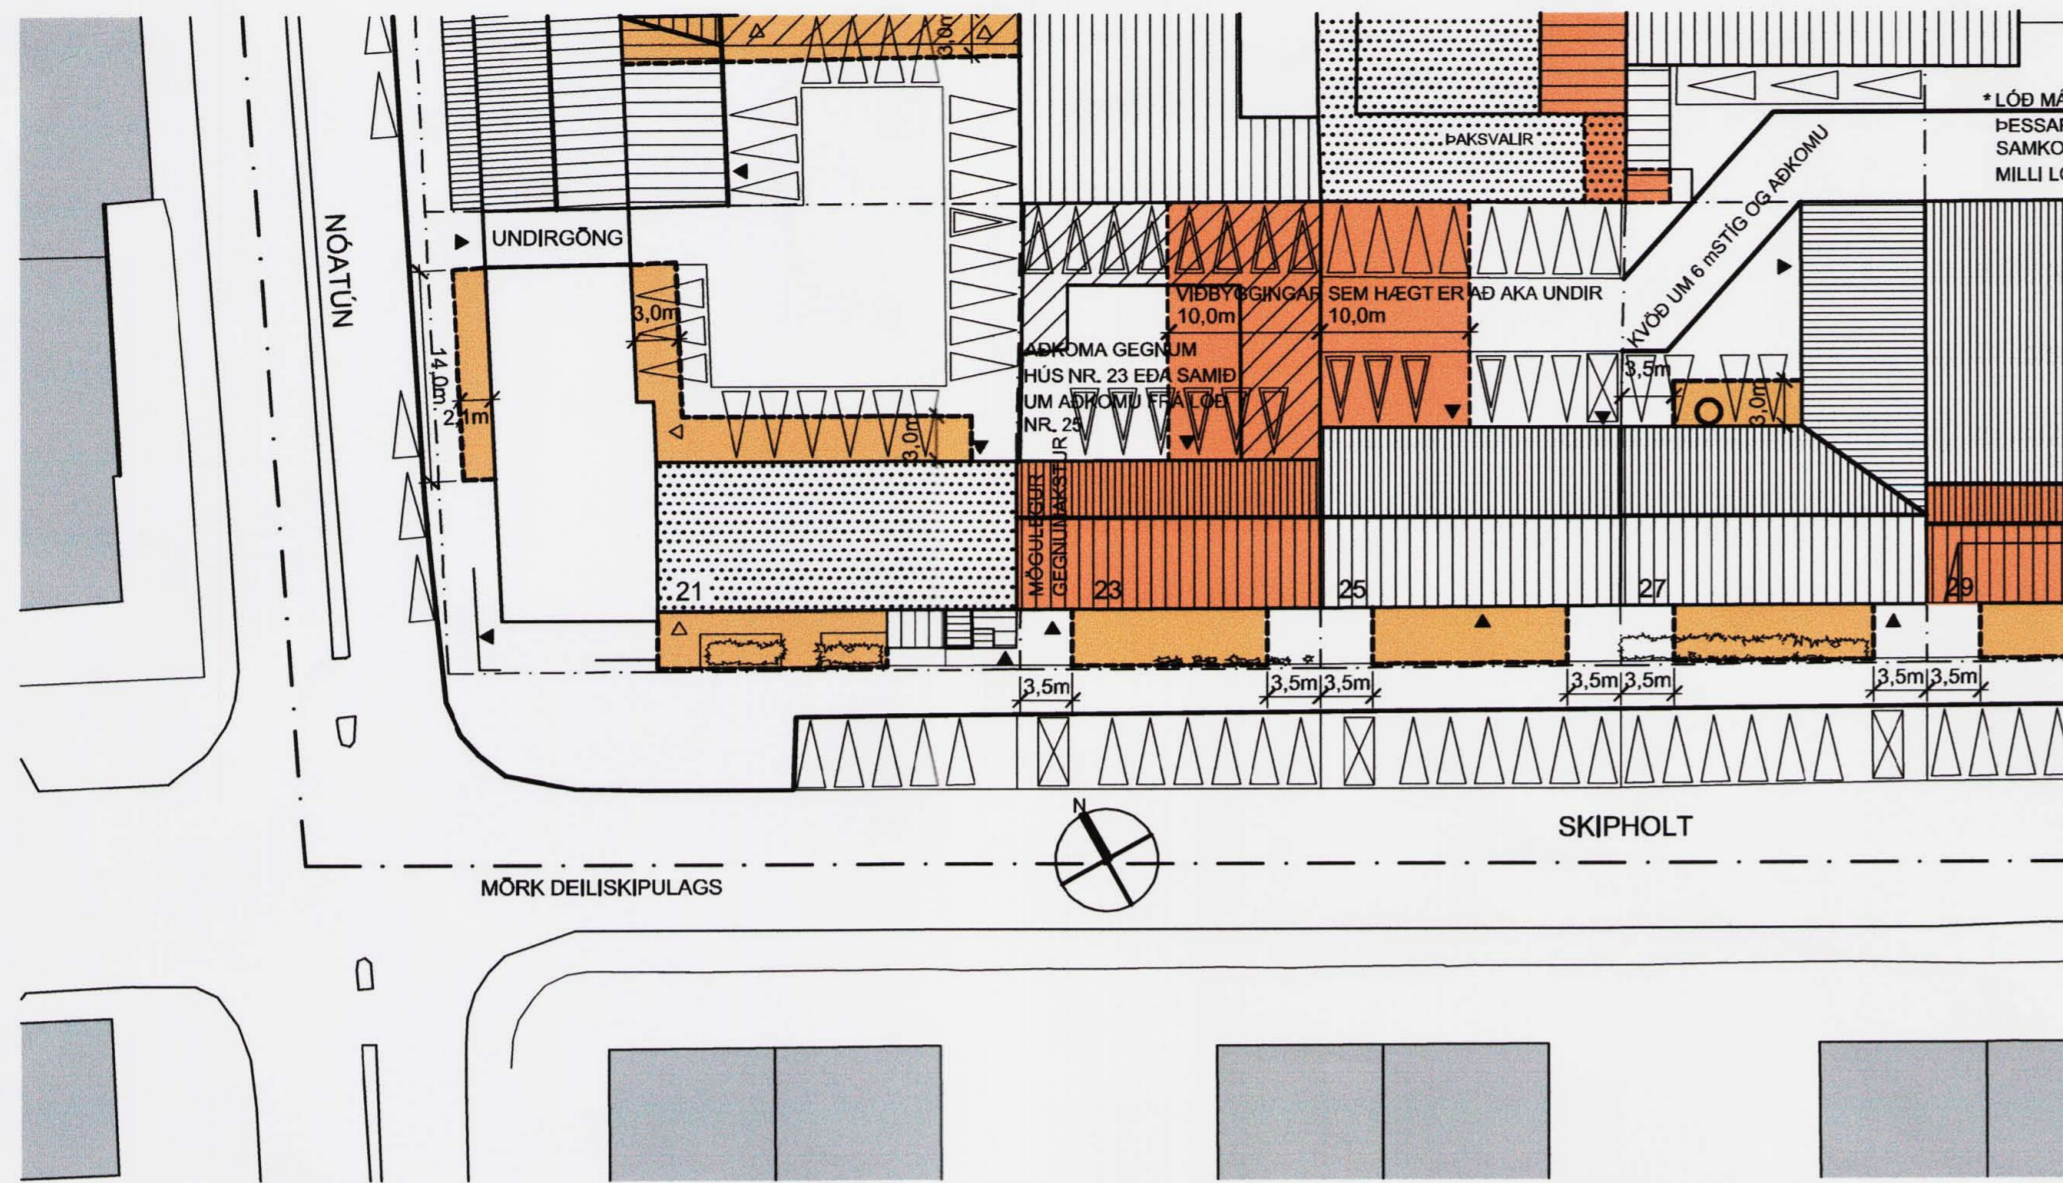 3,0m
* LÓÐ MÁ
ÞESSAR
SAMKO
MILLI LÓ
ÞAKSVALIR
NÓATÚN
UNDIRGÖNG
KVÖÐ UM 6 mSTÍG OG AÐKOMU
VIÐBYGGINGAR SEM HÆGT ER AÐ AKA UNDIR
3,0m
10,0m
10,0m
14,0m
2,1m
AÐKOMA GEGNUM
HÚS NR. 23 EÐA SAMIÐ
UM AÐKOMU FRÁ LÓÐ
NR. 25
3,5m
3,0m
3,0m
MÖGULEGUR
GEGNUMAKSTUR
21
23
25
27
29
3,5m
3,5m
3,5m
3,5m
3,5m
3,5m
3,5m
N
SKIPHOLT
MÖRK DEILISKIPULAGS